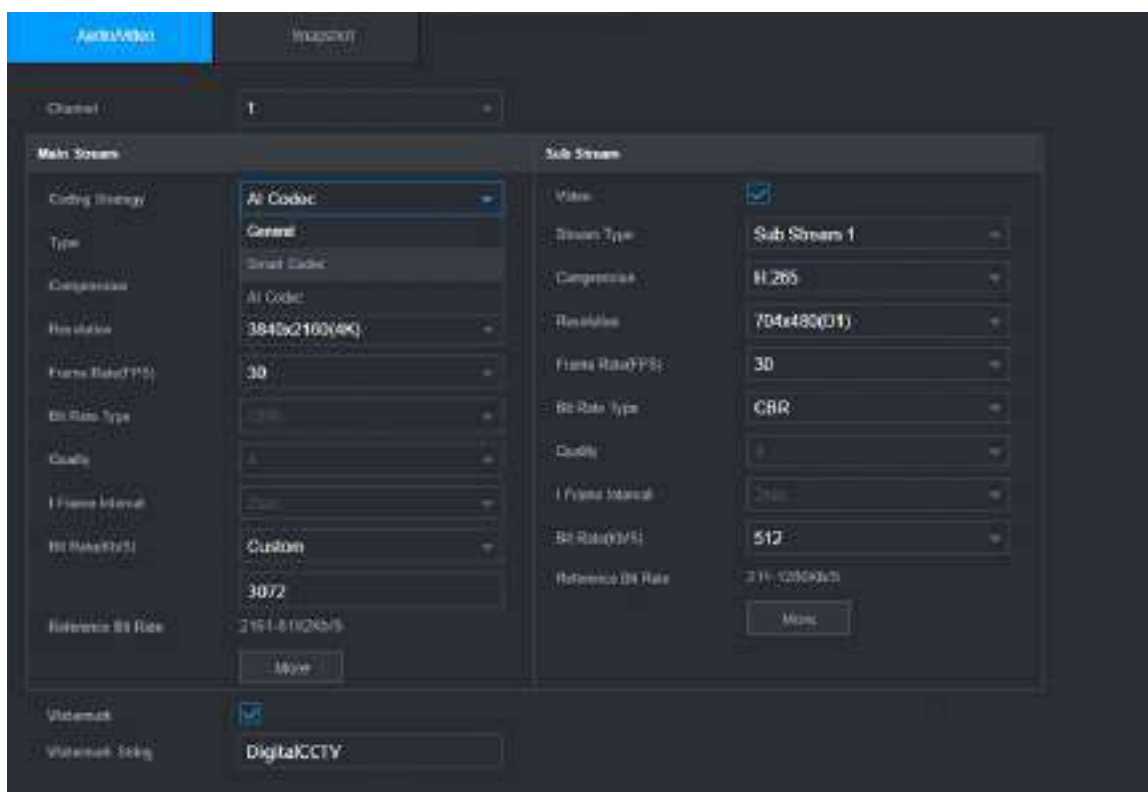 Audio/Video
Snapshot
Channel
1
Main Stream
Coding Strategy
AI Codec
General
Smart Codec
AI Codec
Type
Compression
Resolution
3840x2160(4K)
Frame Rate(FPS)
30
Bit Rate Type
Quality
I Frame Interval
Bit Rate(Kb/S)
Custom
3072
Reference Bit Rate
More
Sub Stream
Video
Stream Type
Sub Stream 1
Compression
H.265
Resolution
704x480(D1)
Frame Rate(FPS)
30
Bit Rate Type
CBR
Quality
I Frame Interval
Bit Rate(Kb/S)
512
Reference Bit Rate
More
Watermark
Watermark String
DigitalCCTV